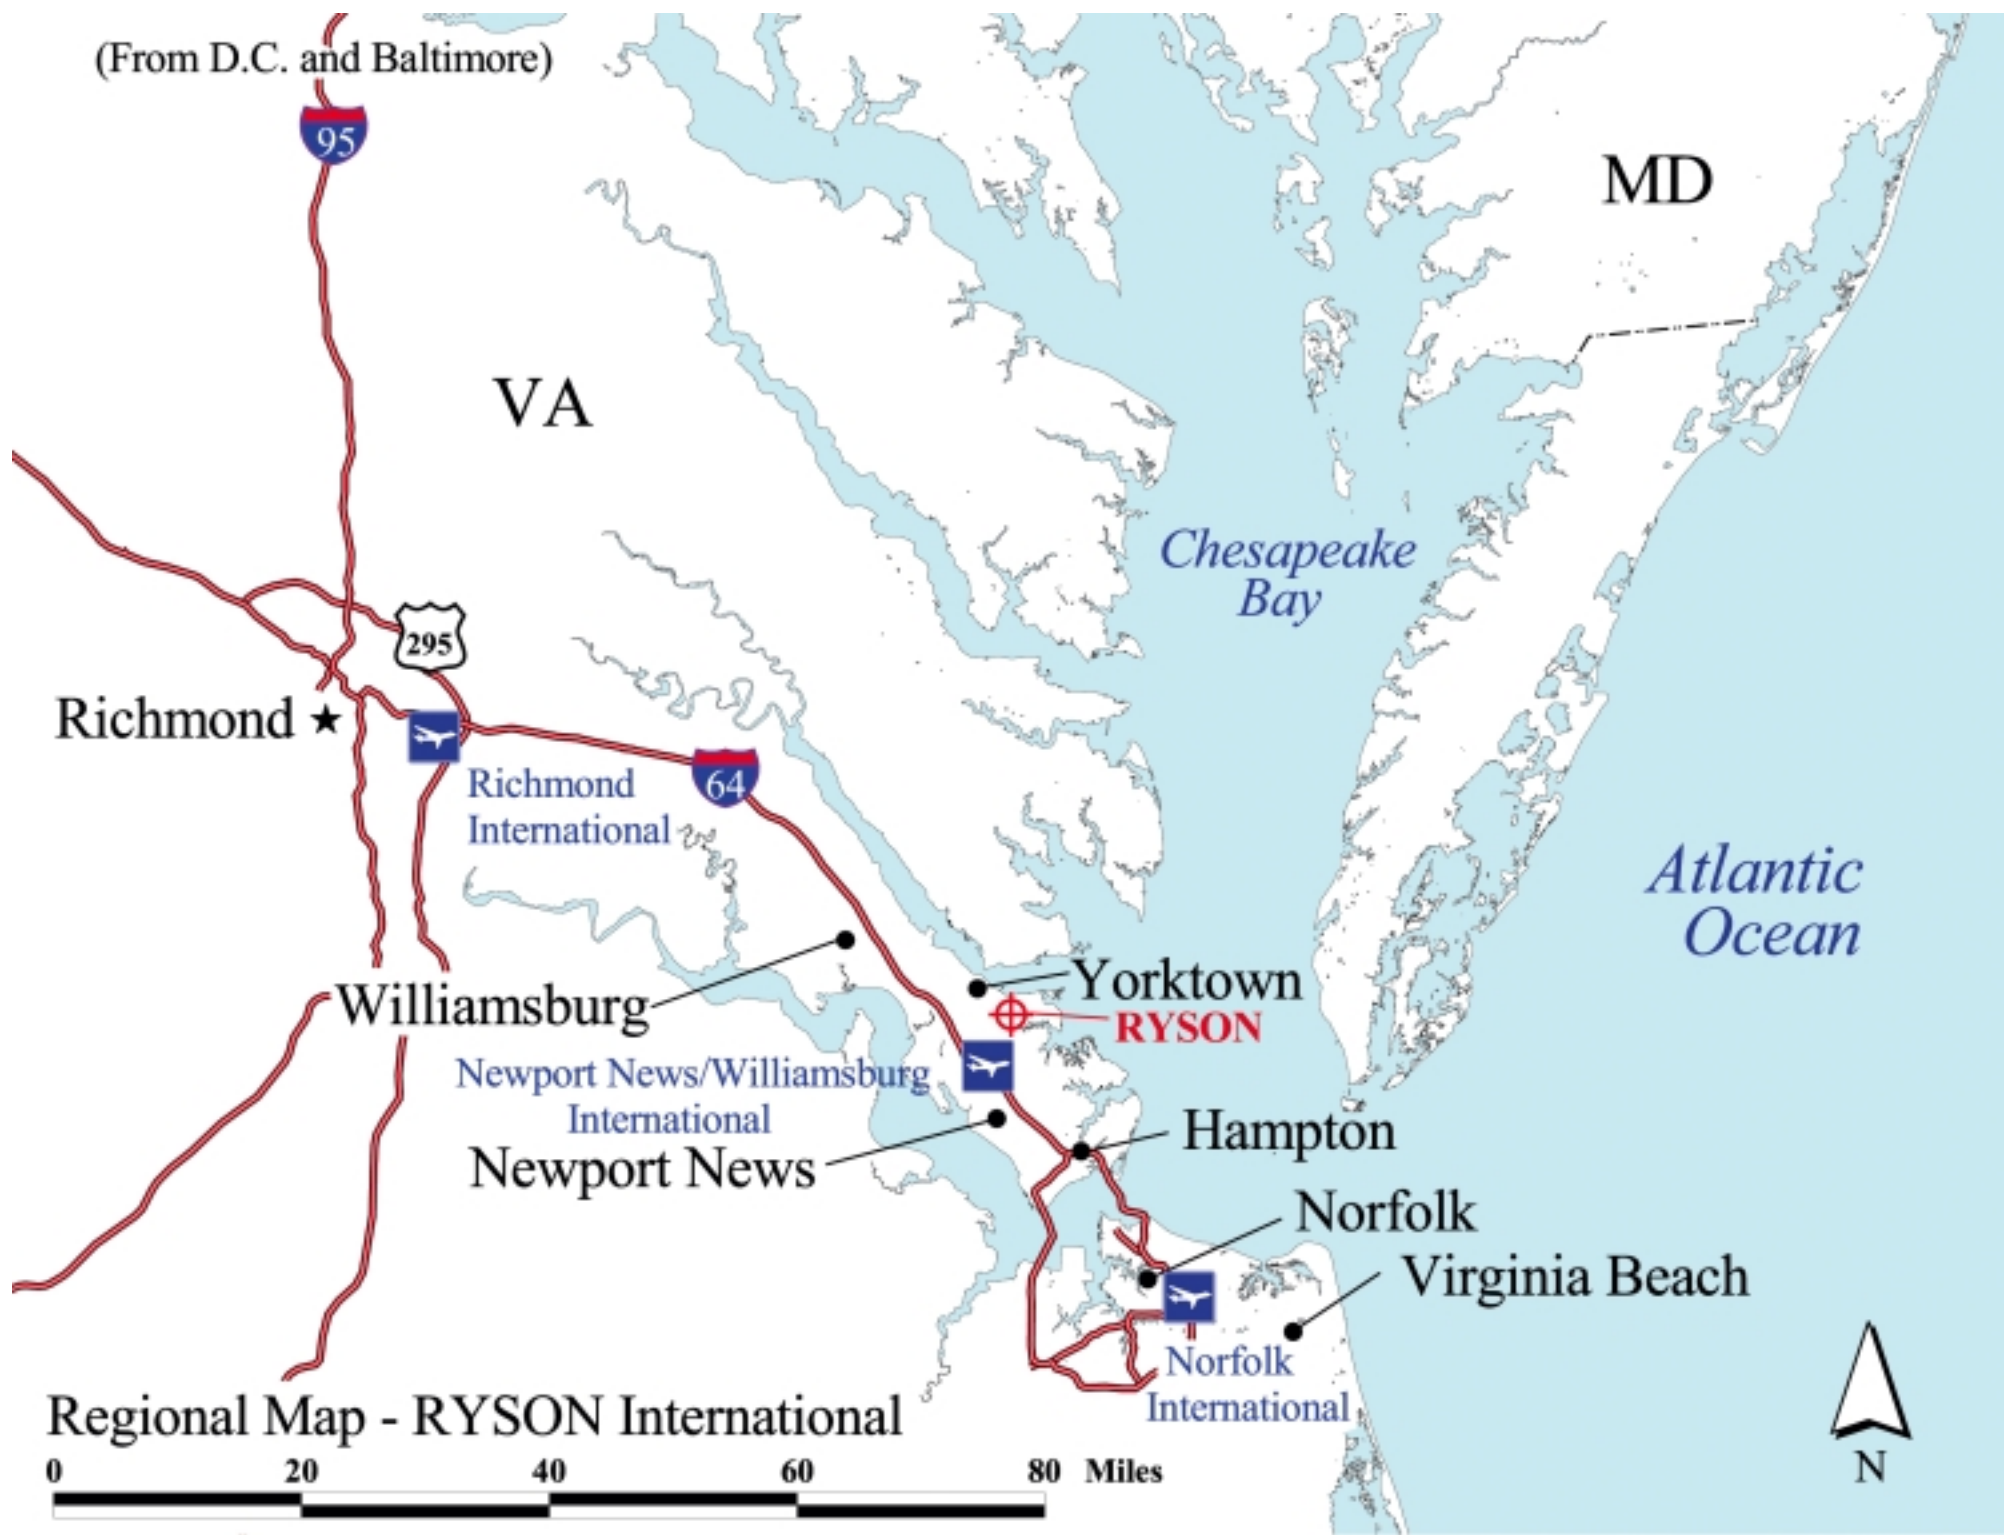 (From D.C. and Baltimore)
95
MD
VA
Chesapeake
Bay
295
Richmond
Richmond
International
64
Atlantic
Ocean
Yorktown
Williamsburg
RYSON
Newport News/Williamsburg
International
Hampton
Newport News
Norfolk
Virginia Beach
Norfolk
International
Regional Map - RYSON International
N
0 20 40 60 80 Miles